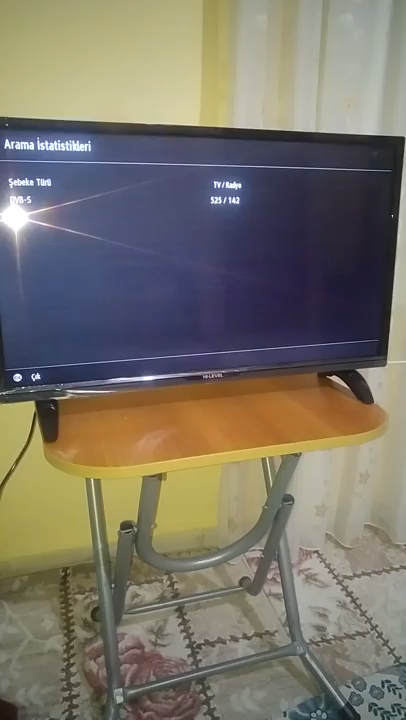 Arama İstatistikleri
Şebeke Türü TV / Radyo
DVB-S 525 / 142
Çık
HI-LEVEL